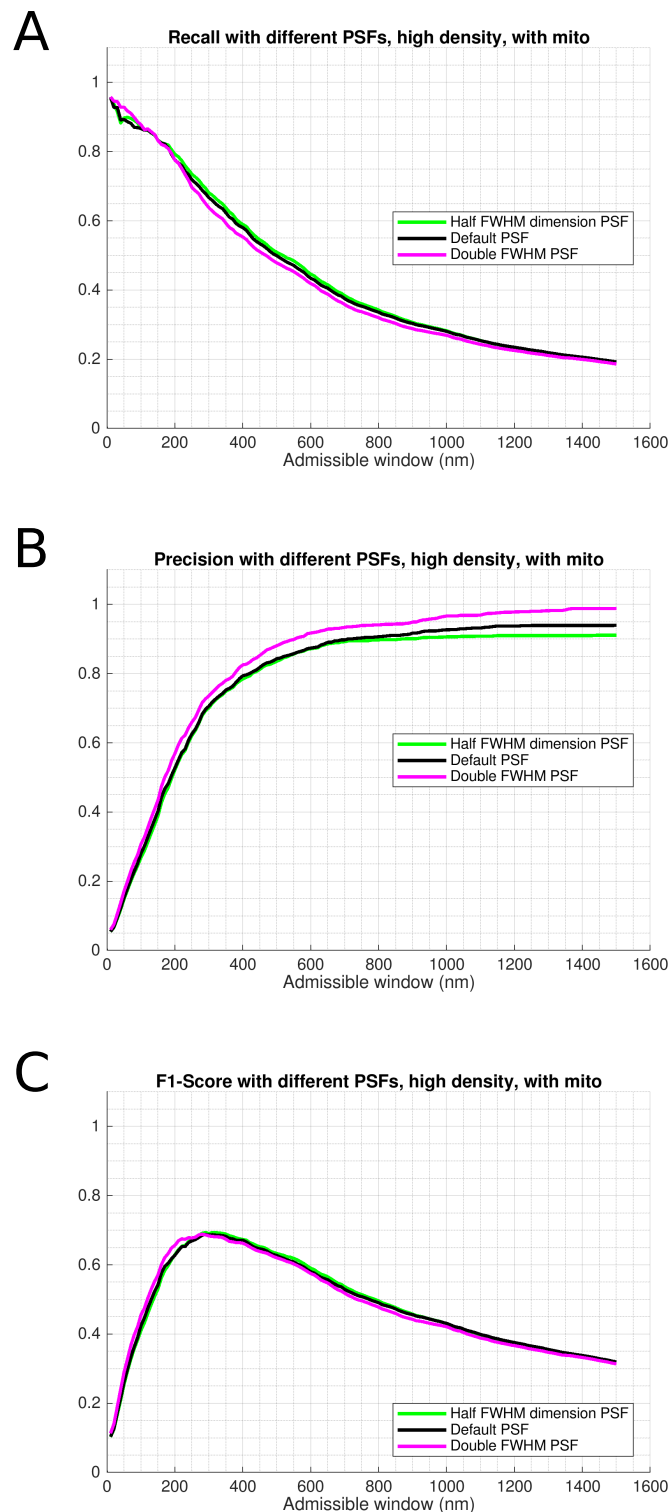 A
Recall with different PSFs, high density, with mito
1
0.8
0.6
0.4
0.2
0
Half FWHM dimension PSF
Default PSF
Double FWHM PSF
0 200 400 600 800 1000 1200 1400 1600
Admissible window (nm)
B
Precision with different PSFs, high density, with mito
1
0.8
0.6
0.4
0.2
0
Half FWHM dimension PSF
Default PSF
Double FWHM PSF
0 200 400 600 800 1000 1200 1400 1600
Admissible window (nm)
C
F1-Score with different PSFs, high density, with mito
1
0.8
0.6
0.4
0.2
0
Half FWHM dimension PSF
Default PSF
Double FWHM PSF
0 200 400 600 800 1000 1200 1400 1600
Admissible window (nm)